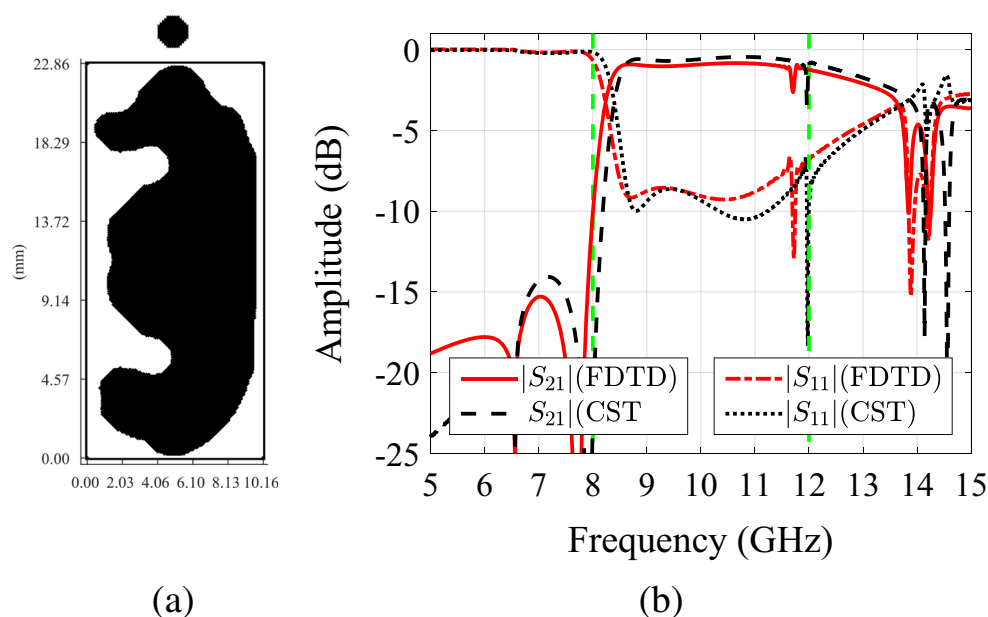 22.86
18.29
13.72
9.14
4.57
0.00
(mm)
0.00 2.03 4.06 6.10 8.13 10.16
(a)
0
-5
-10
-15
-20
-25
Amplitude (dB)
|S21|(FDTD)
S21|(CST
|S11|(FDTD)
|S11|(CST)
5 6 7 8 9 10 11 12 13 14 15
Frequency (GHz)
(b)